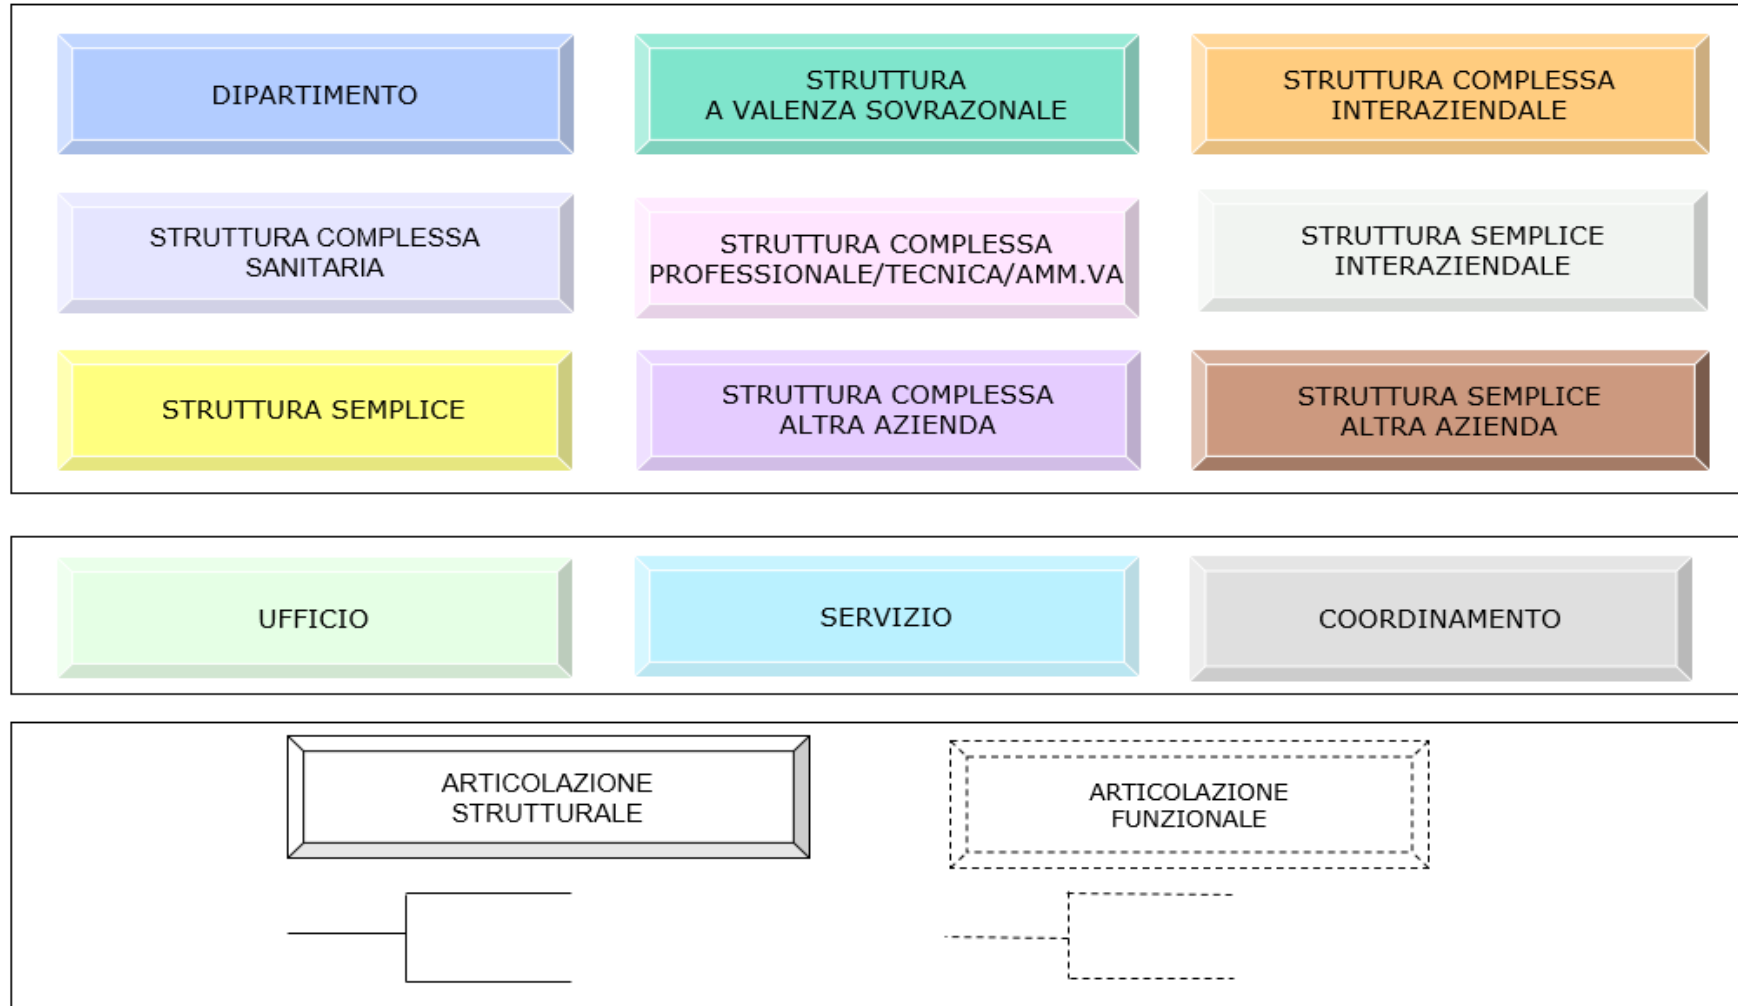 DIPARTIMENTO
STRUTTURA
A VALENZA SOVRAZONALE
STRUTTURA COMPLESSA
INTERAZIENDALE
STRUTTURA COMPLESSA
SANITARIA
STRUTTURA COMPLESSA
PROFESSIONALE/TECNICA/AMM.VA
STRUTTURA SEMPLICE
INTERAZIENDALE
STRUTTURA SEMPLICE
STRUTTURA COMPLESSA
ALTRA AZIENDA
STRUTTURA SEMPLICE
ALTRA AZIENDA
UFFICIO
SERVIZIO
COORDINAMENTO
ARTICOLAZIONE
STRUTTURALE
ARTICOLAZIONE
FUNZIONALE